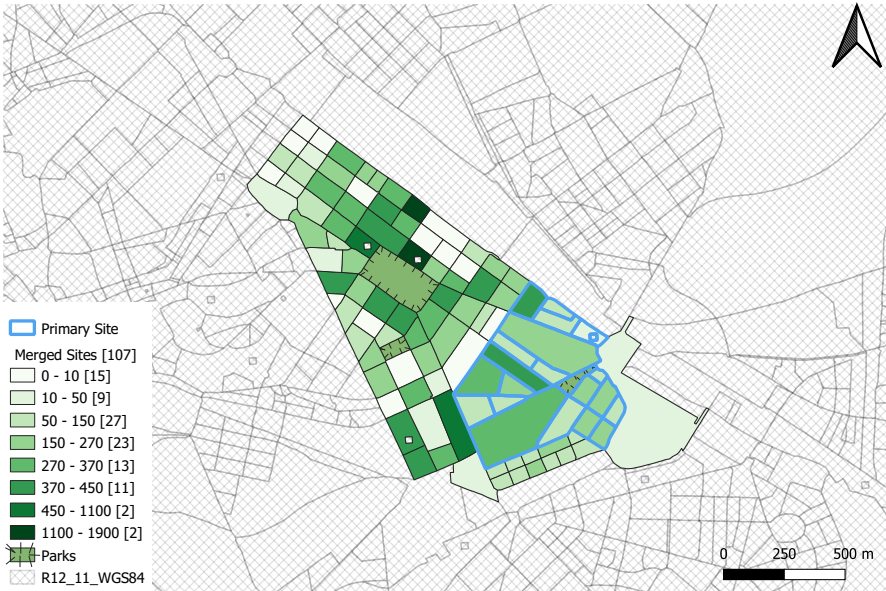 Primary Site
Merged Sites [107]
0 - 10 [15]
10 - 50 [9]
50 - 150 [27]
150 - 270 [23]
270 - 370 [13]
370 - 450 [11]
450 - 1100 [2]
1100 - 1900 [2]
Parks
R12_11_WGS84
0 250 500 m